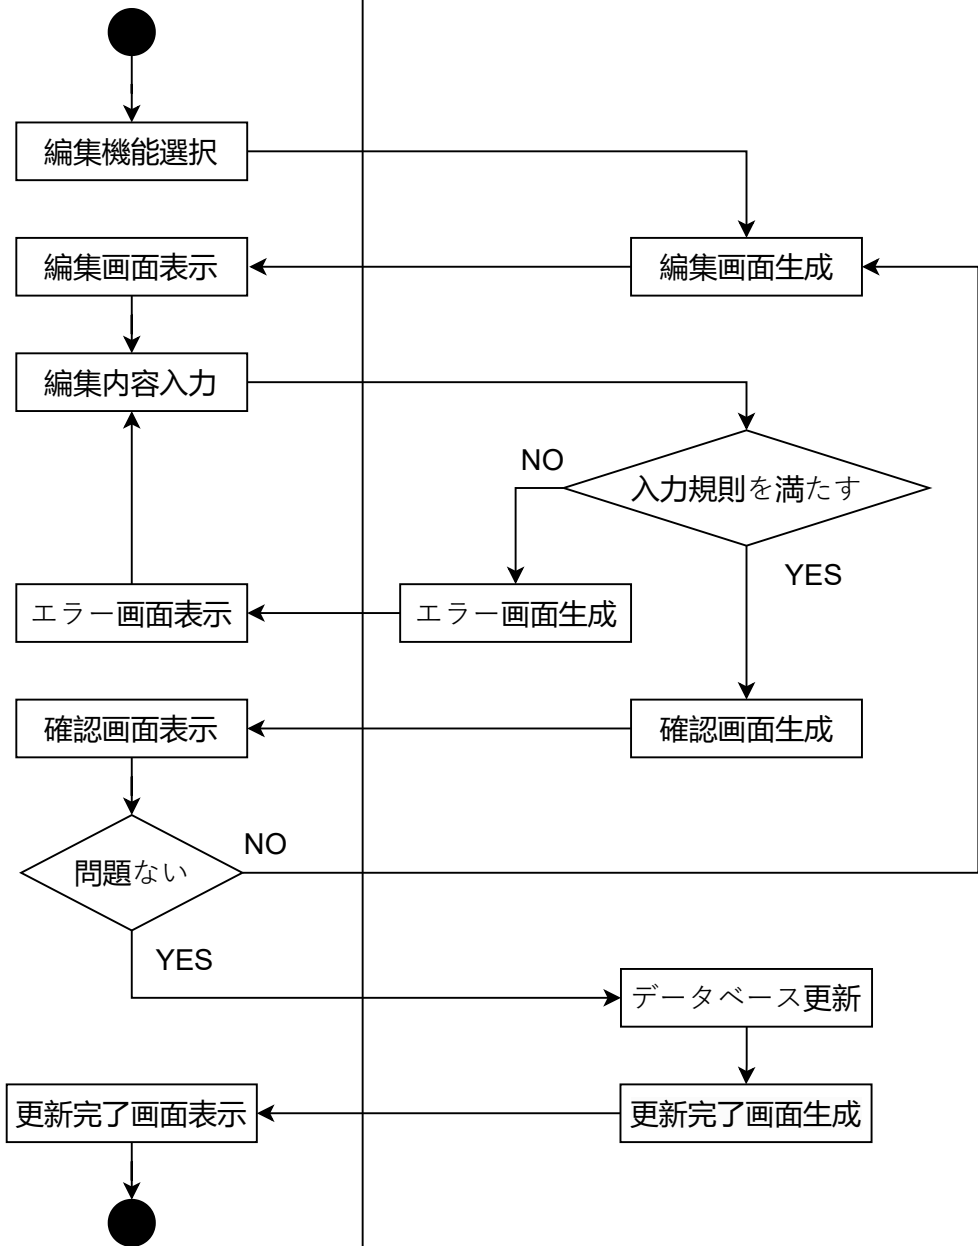 編集機能選択
編集画面表示
編集画面生成
編集内容入力
NO
入力規則を満たす
YES
エラー画面表示
エラー画面生成
確認画面表示
確認画面生成
NO
問題ない
YES
データベース更新
更新完了画面表示
更新完了画面生成